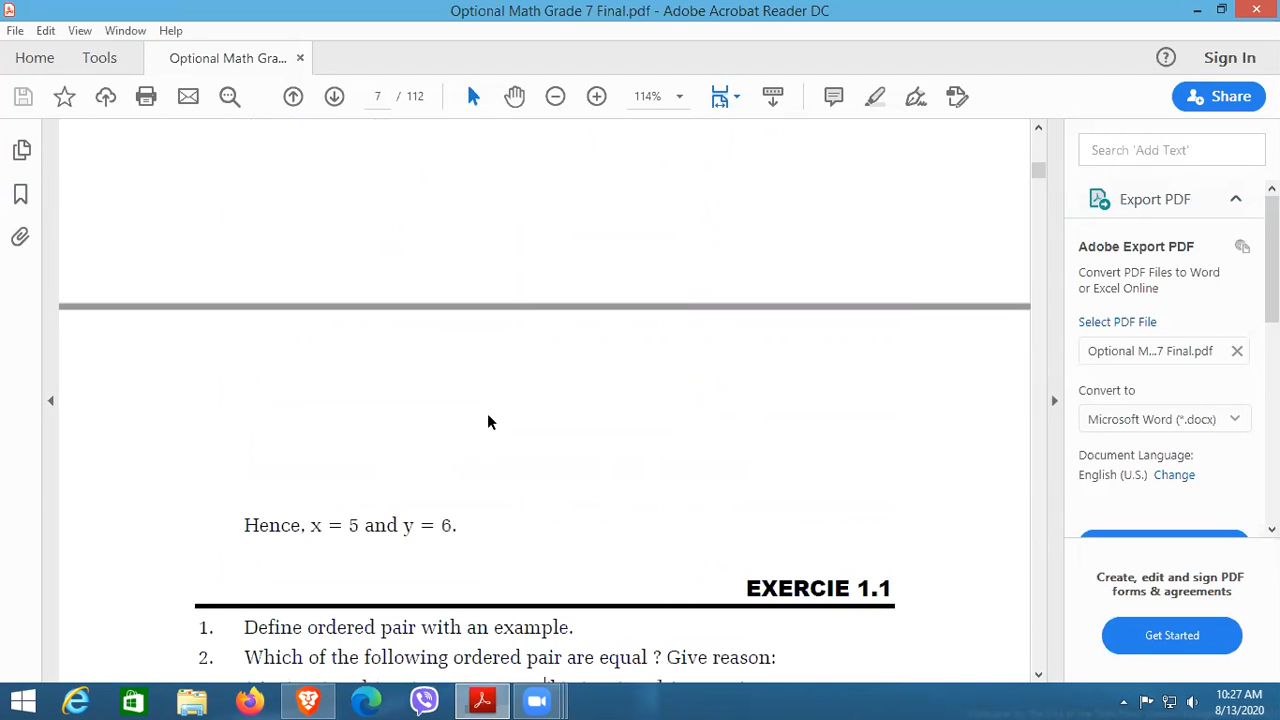 Optional Math Grade 7 Final.pdf - Adobe Acrobat Reader DC
File Edit View Window Help
Home Tools Optional Math Gra... × Sign In
7 / 112 114% Share
Search 'Add Text'
Export PDF
Adobe Export PDF
Convert PDF Files to Word
or Excel Online
Select PDF File
Optional M...7 Final.pdf
Convert to
Microsoft Word (*.docx)
Document Language:
English (U.S.) Change
Create, edit and sign PDF
forms & agreements
Get Started
Hence, x = 5 and y = 6.
EXERCIE 1.1
1. Define ordered pair with an example.
2. Which of the following ordered pair are equal ? Give reason:
10:27 AM
8/13/2020